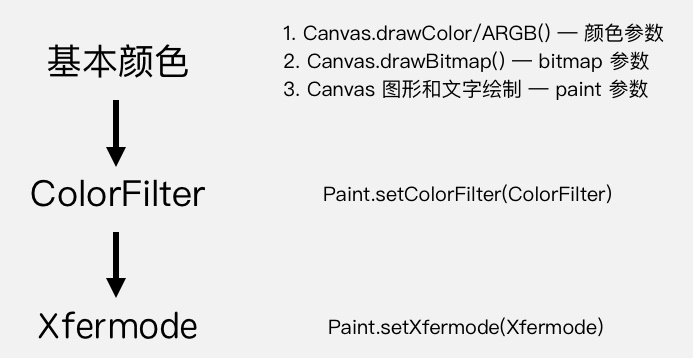 基本颜色
1. Canvas.drawColor/ARGB() — 颜色参数
2. Canvas.drawBitmap() — bitmap 参数
3. Canvas 图形和文字绘制 — paint 参数
ColorFilter
Paint.setColorFilter(ColorFilter)
Xfermode
Paint.setXfermode(Xfermode)